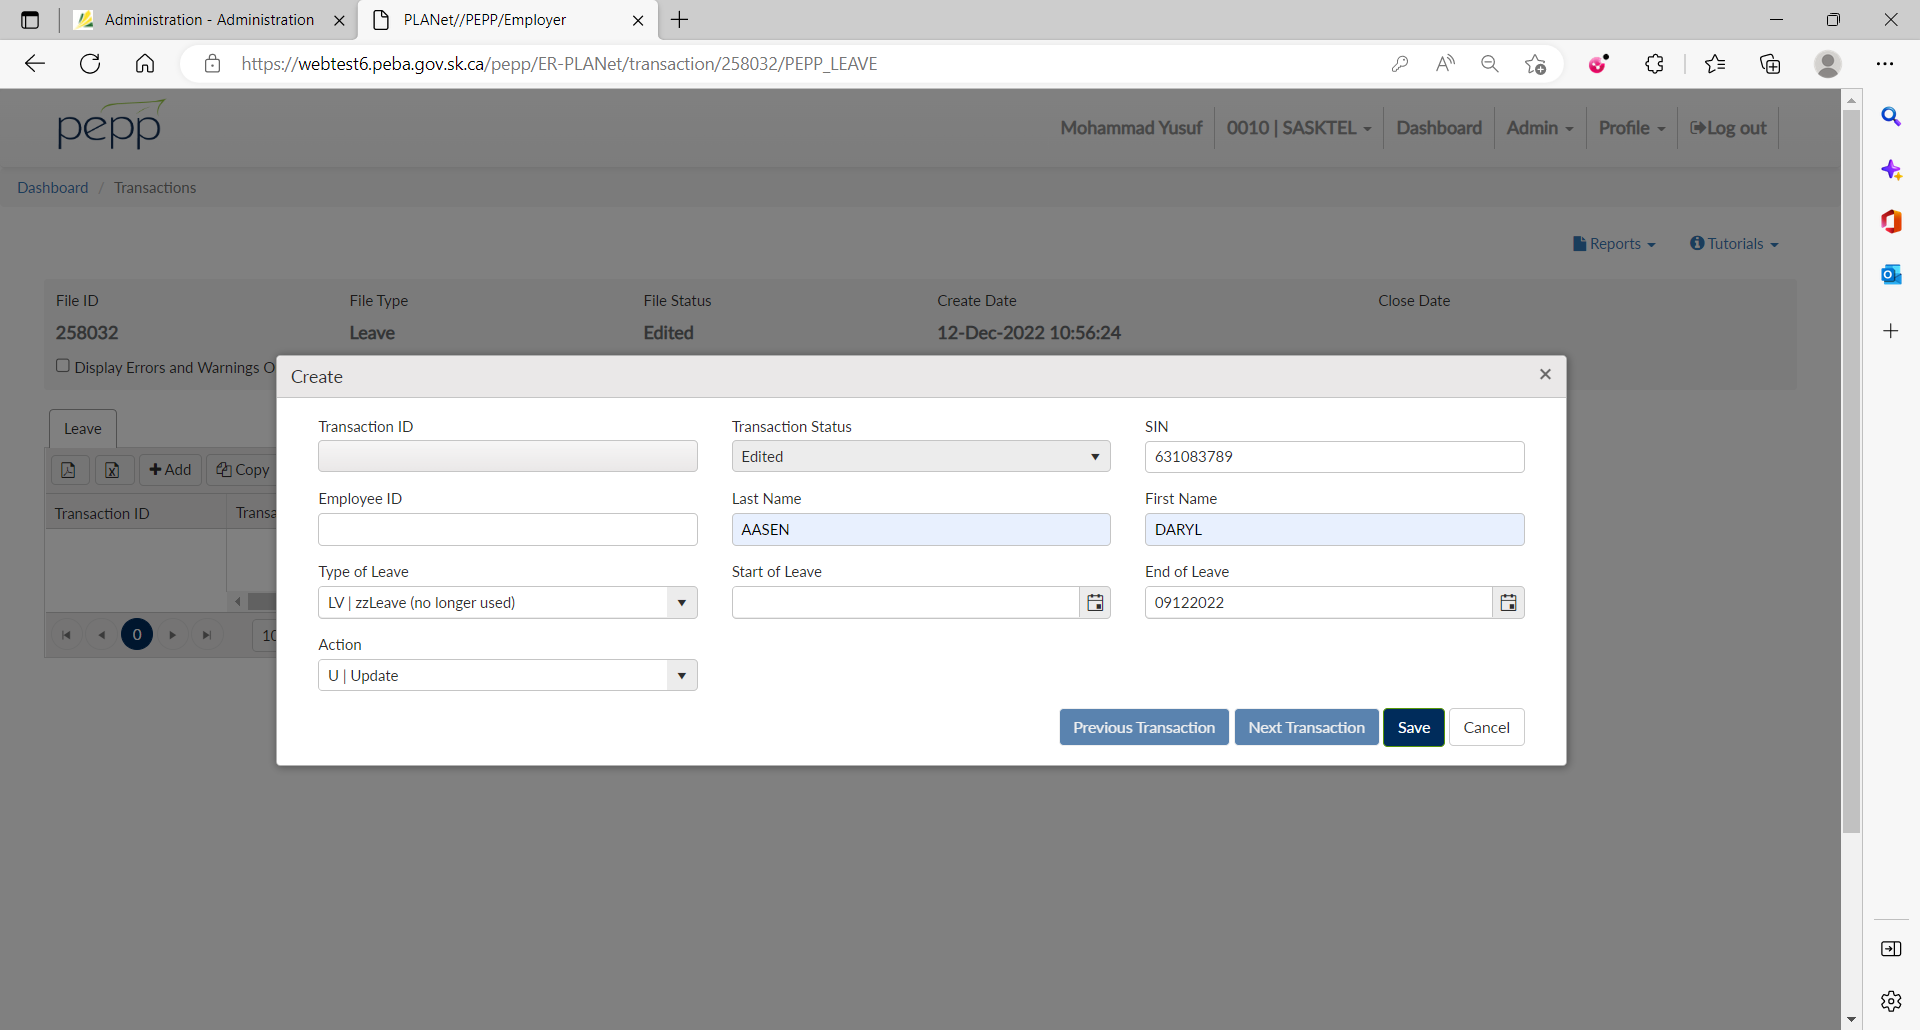 Administration - Administration
PLANet//PEPP/Employer
https://webtest6.peba.gov.sk.ca/pepp/ER-PLANet/transaction/258032/PEPP_LEAVE
pepp
Mohammad Yusuf
0010 | SASKTEL
Dashboard
Admin
Profile
Log out
Dashboard / Transactions
Reports
Tutorials
File ID
File Type
File Status
Create Date
Close Date
258032
Leave
Edited
12-Dec-2022 10:56:24
Display Errors and Warnings O
Create
Leave
Add
Copy
Transaction ID
Transa
0
10
Transaction ID
Transaction Status
SIN
Edited
631083789
Employee ID
Last Name
First Name
AASEN
DARYL
Type of Leave
Start of Leave
End of Leave
LV | zzLeave (no longer used)
09122022
Action
U | Update
Previous Transaction
Next Transaction
Save
Cancel